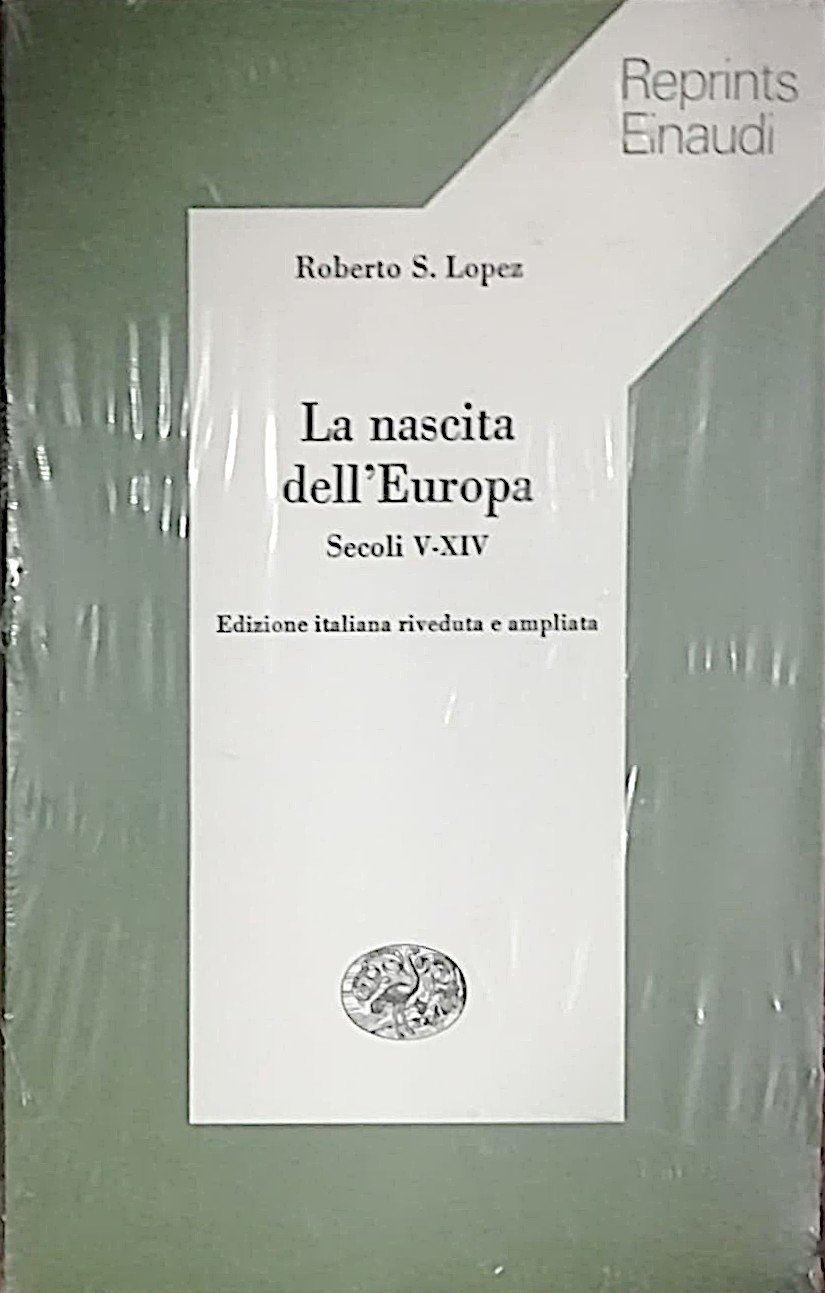 Reprints
Einaudi
Roberto S. Lopez
La nascita
dell'Europa
Secoli V-XIV
Edizione italiana riveduta e ampliata